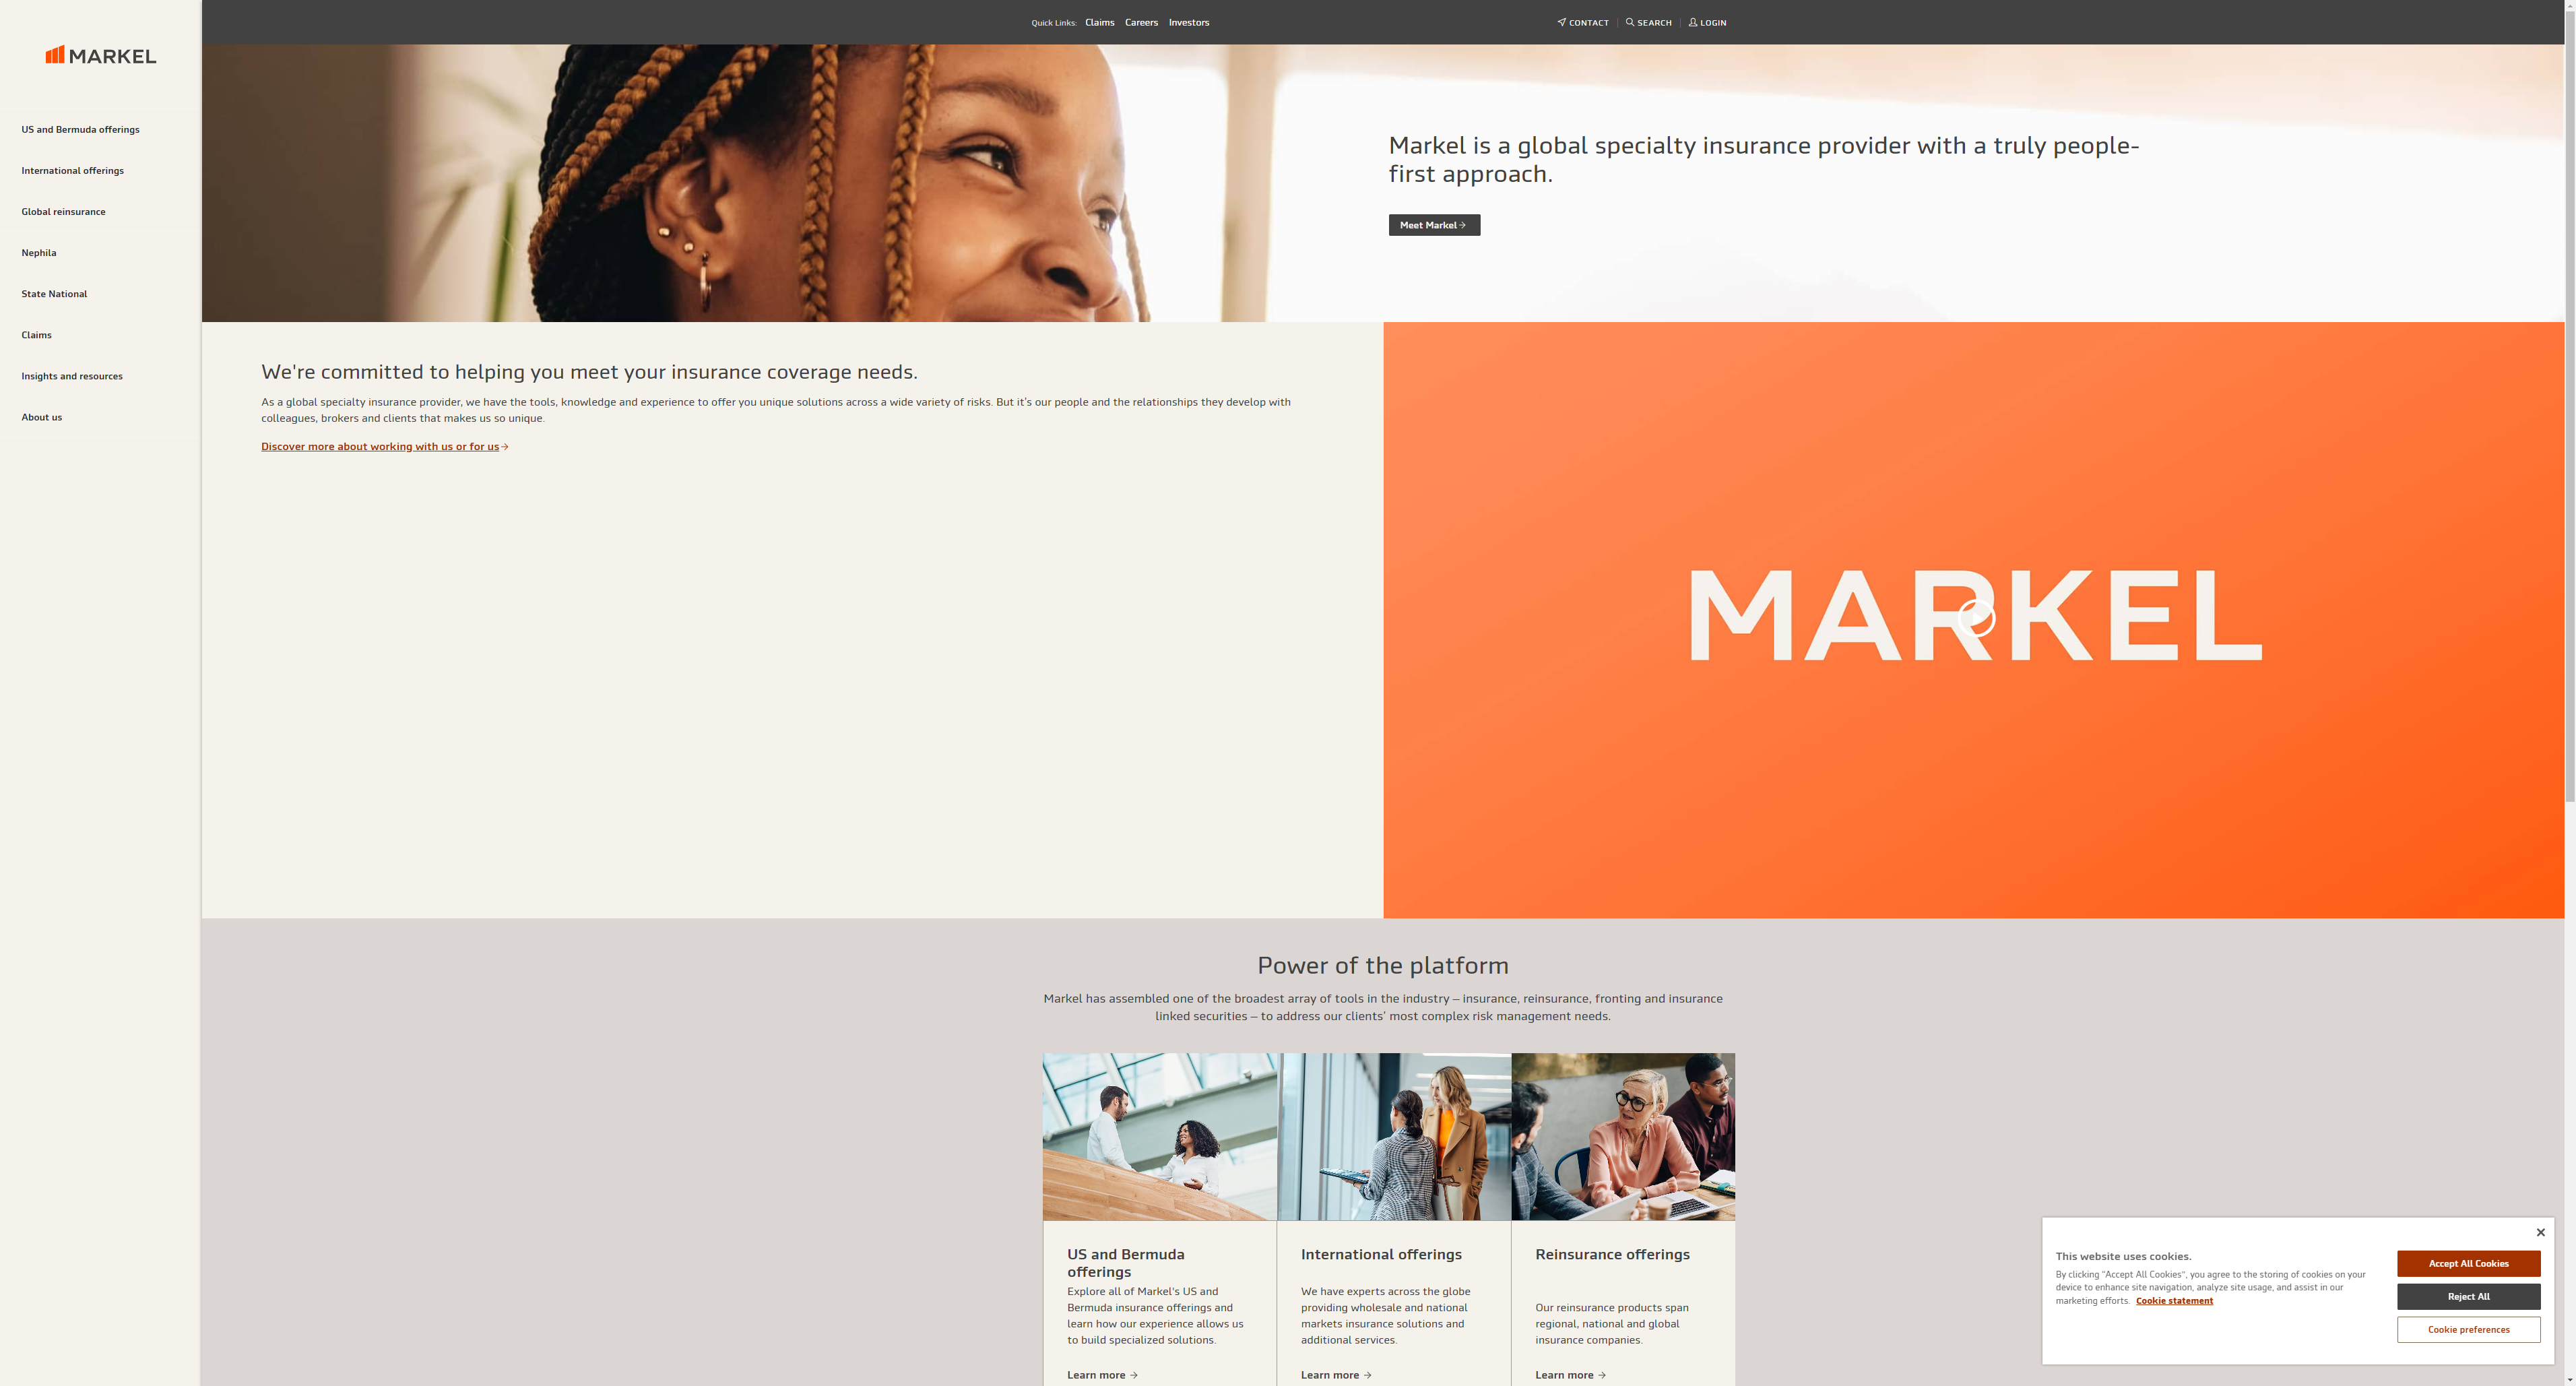 MARKEL
US and Bermuda offerings
International offerings
Global reinsurance
Nephila
State National
Claims
Insights and resources
About us
Quick Links: Claims Careers Investors
CONTACT SEARCH LOGIN
Markel is a global specialty insurance provider with a truly people-
first approach.
Meet Markel
We're committed to helping you meet your insurance coverage needs.
As a global specialty insurance provider, we have the tools, knowledge and experience to offer you unique solutions across a wide variety of risks. But it's our people and the relationships they develop with
colleagues, brokers and clients that makes us so unique.
Discover more about working with us or for us
MARKEL
Power of the platform
Markel has assembled one of the broadest array of tools in the industry – insurance, reinsurance, fronting and insurance
linked securities – to address our clients' most complex risk management needs.
US and Bermuda
offerings
Explore all of Markel's US and
Bermuda insurance offerings and
learn how our experience allows us
to build specialized solutions.
Learn more
International offerings
We have experts across the globe
providing wholesale and national
markets insurance solutions and
additional services.
Learn more
Reinsurance offerings
Our reinsurance products span
regional, national and global
insurance companies.
Learn more
This website uses cookies.
By clicking “Accept All Cookies”, you agree to the storing of cookies on your
device to enhance site navigation, analyze site usage, and assist in our
marketing efforts. Cookie statement
Accept All Cookies
Reject All
Cookie preferences